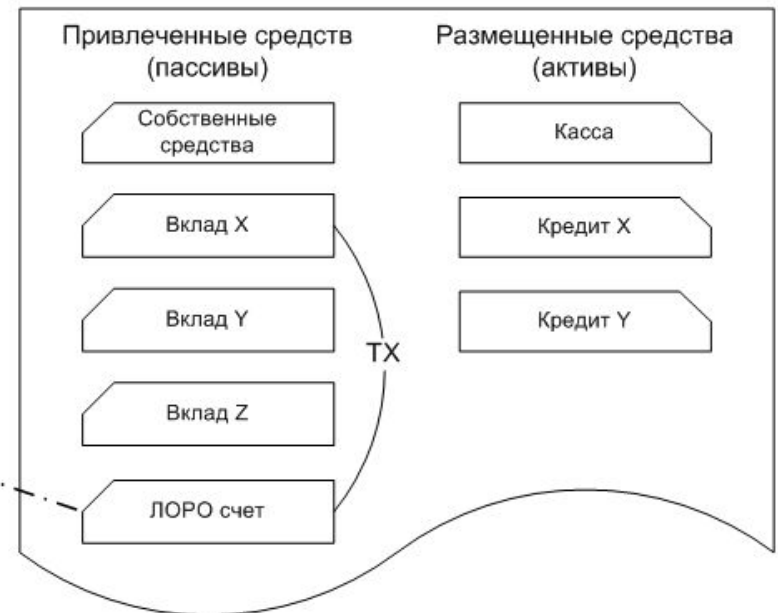 Привлеченные средств
(пассивы)
Размещенные средства
(активы)
Собственные
средства
Касса
Вклад X
Кредит X
Вклад Y
Кредит Y
TX
Вклад Z
ЛОРО счет